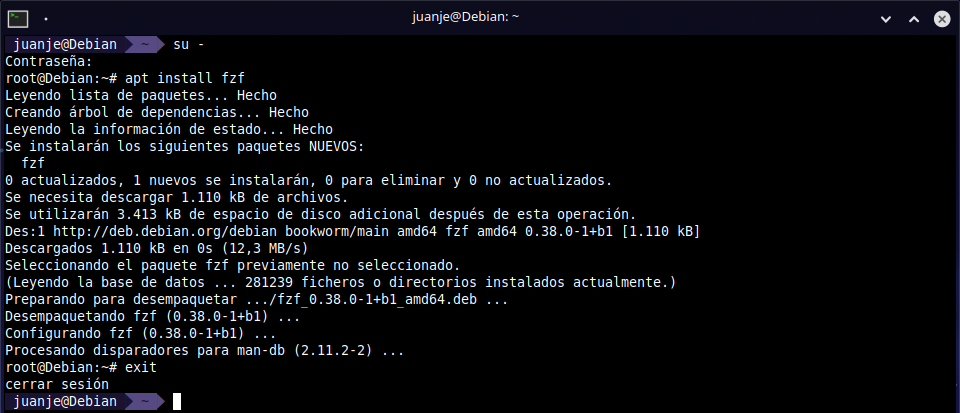 juanje@Debian: ~
juanje@Debian ~ su -
Contraseña:
root@Debian:~# apt install fzf
Leyendo lista de paquetes... Hecho
Creando árbol de dependencias... Hecho
Leyendo la información de estado... Hecho
Se instalarán los siguientes paquetes NUEVOS:
  fzf
0 actualizados, 1 nuevos se instalarán, 0 para eliminar y 0 no actualizados.
Se necesita descargar 1.110 kB de archivos.
Se utilizarán 3.413 kB de espacio de disco adicional después de esta operación.
Des:1 http://deb.debian.org/debian bookworm/main amd64 fzf amd64 0.38.0-1+b1 [1.110 kB]
Descargados 1.110 kB en 0s (12,3 MB/s)
Seleccionando el paquete fzf previamente no seleccionado.
(Leyendo la base de datos ... 281239 ficheros o directorios instalados actualmente.)
Preparando para desempaquetar .../fzf_0.38.0-1+b1_amd64.deb ...
Desempaquetando fzf (0.38.0-1+b1) ...
Configurando fzf (0.38.0-1+b1) ...
Procesando disparadores para man-db (2.11.2-2) ...
root@Debian:~# exit
cerrar sesión
juanje@Debian ~